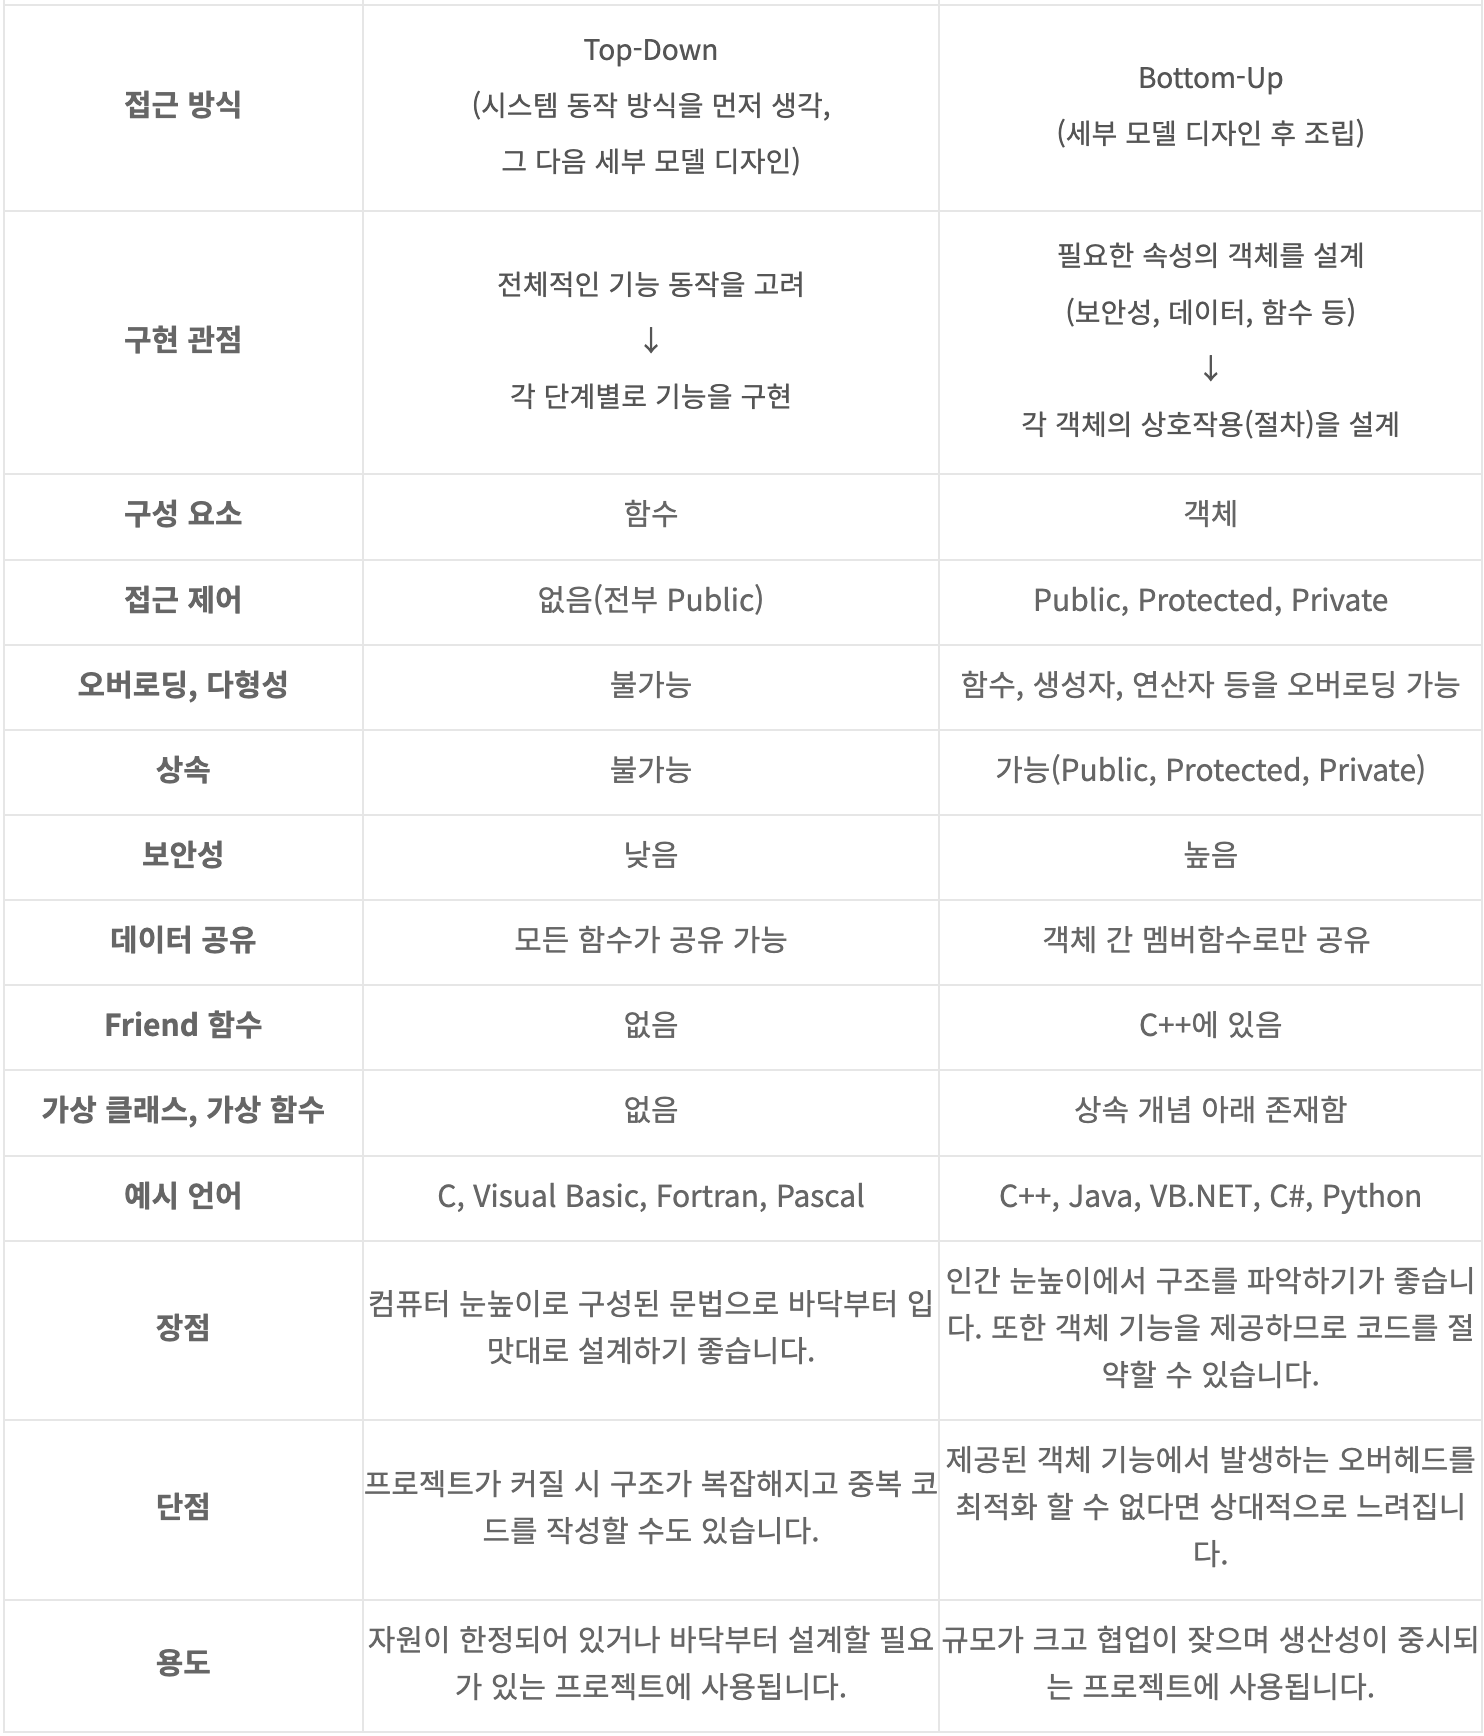 접근 방식
Top-Down
(시스템 동작 방식을 먼저 생각,
그 다음 세부 모델 디자인)
Bottom-Up
(세부 모델 디자인 후 조립)
구현 관점
전체적인 기능 동작을 고려
↓
각 단계별로 기능을 구현
필요한 속성의 객체를 설계
(보안성, 데이터, 함수 등)
↓
각 객체의 상호작용(절차)을 설계
구성 요소
함수
객체
접근 제어
없음(전부 Public)
Public, Protected, Private
오버로딩, 다형성
불가능
함수, 생성자, 연산자 등을 오버로딩 가능
상속
불가능
가능(Public, Protected, Private)
보안성
낮음
높음
데이터 공유
모든 함수가 공유 가능
객체 간 멤버함수로만 공유
Friend 함수
없음
C++에 있음
가상 클래스, 가상 함수
없음
상속 개념 아래 존재함
예시 언어
C, Visual Basic, Fortran, Pascal
C++, Java, VB.NET, C#, Python
장점
컴퓨터 눈높이로 구성된 문법으로 바닥부터 입
맛대로 설계하기 좋습니다.
인간 눈높이에서 구조를 파악하기가 좋습니
다. 또한 객체 기능을 제공하므로 코드를 절
약할 수 있습니다.
단점
프로젝트가 커질 시 구조가 복잡해지고 중복 코
드를 작성할 수도 있습니다.
제공된 객체 기능에서 발생하는 오버헤드를
최적화 할 수 없다면 상대적으로 느려집니
다.
용도
자원이 한정되어 있거나 바닥부터 설계할 필요
가 있는 프로젝트에 사용됩니다.
규모가 크고 협업이 잦으며 생산성이 중시되
는 프로젝트에 사용됩니다.